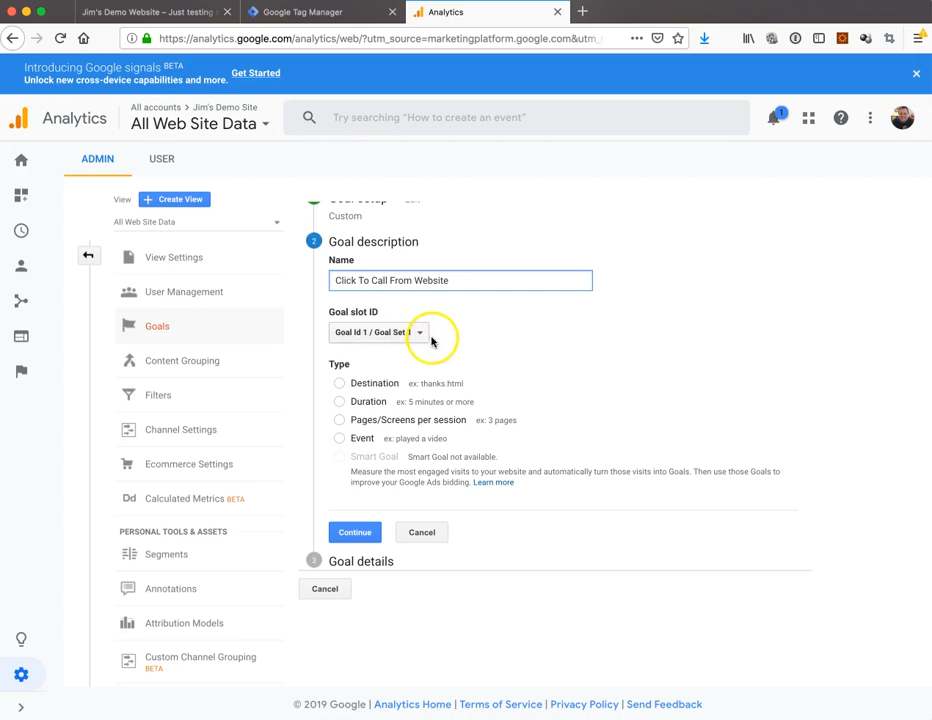 Jim's Demo Website – Just testing
Google Tag Manager
Analytics
https://analytics.google.com/analytics/web/?utm_source=marketingplatform.google.com&utm_
Introducing Google signals BETA
Unlock new cross-device capabilities and more.
Get Started
Analytics
All accounts > Jim's Demo Site
All Web Site Data
Try searching "How to create an event"
1
ADMIN
USER
View
+ Create View
All Web Site Data
View Settings
User Management
Goals
Content Grouping
Filters
Channel Settings
Ecommerce Settings
Dd Calculated Metrics BETA
PERSONAL TOOLS & ASSETS
Segments
Annotations
Attribution Models
Custom Channel Grouping
BETA
Goal setup Edit
Custom
2 Goal description
Name
Click To Call From Website
Goal slot ID
Goal Id 1 / Goal Set 1
Type
Destination ex: thanks.html
Duration ex: 5 minutes or more
Pages/Screens per session ex: 3 pages
Event ex: played a video
Smart Goal Smart Goal not available.
Measure the most engaged visits to your website and automatically turn those visits into Goals. Then use those Goals to
improve your Google Ads bidding. Learn more
Continue
Cancel
3 Goal details
Cancel
© 2019 Google | Analytics Home | Terms of Service | Privacy Policy | Send Feedback